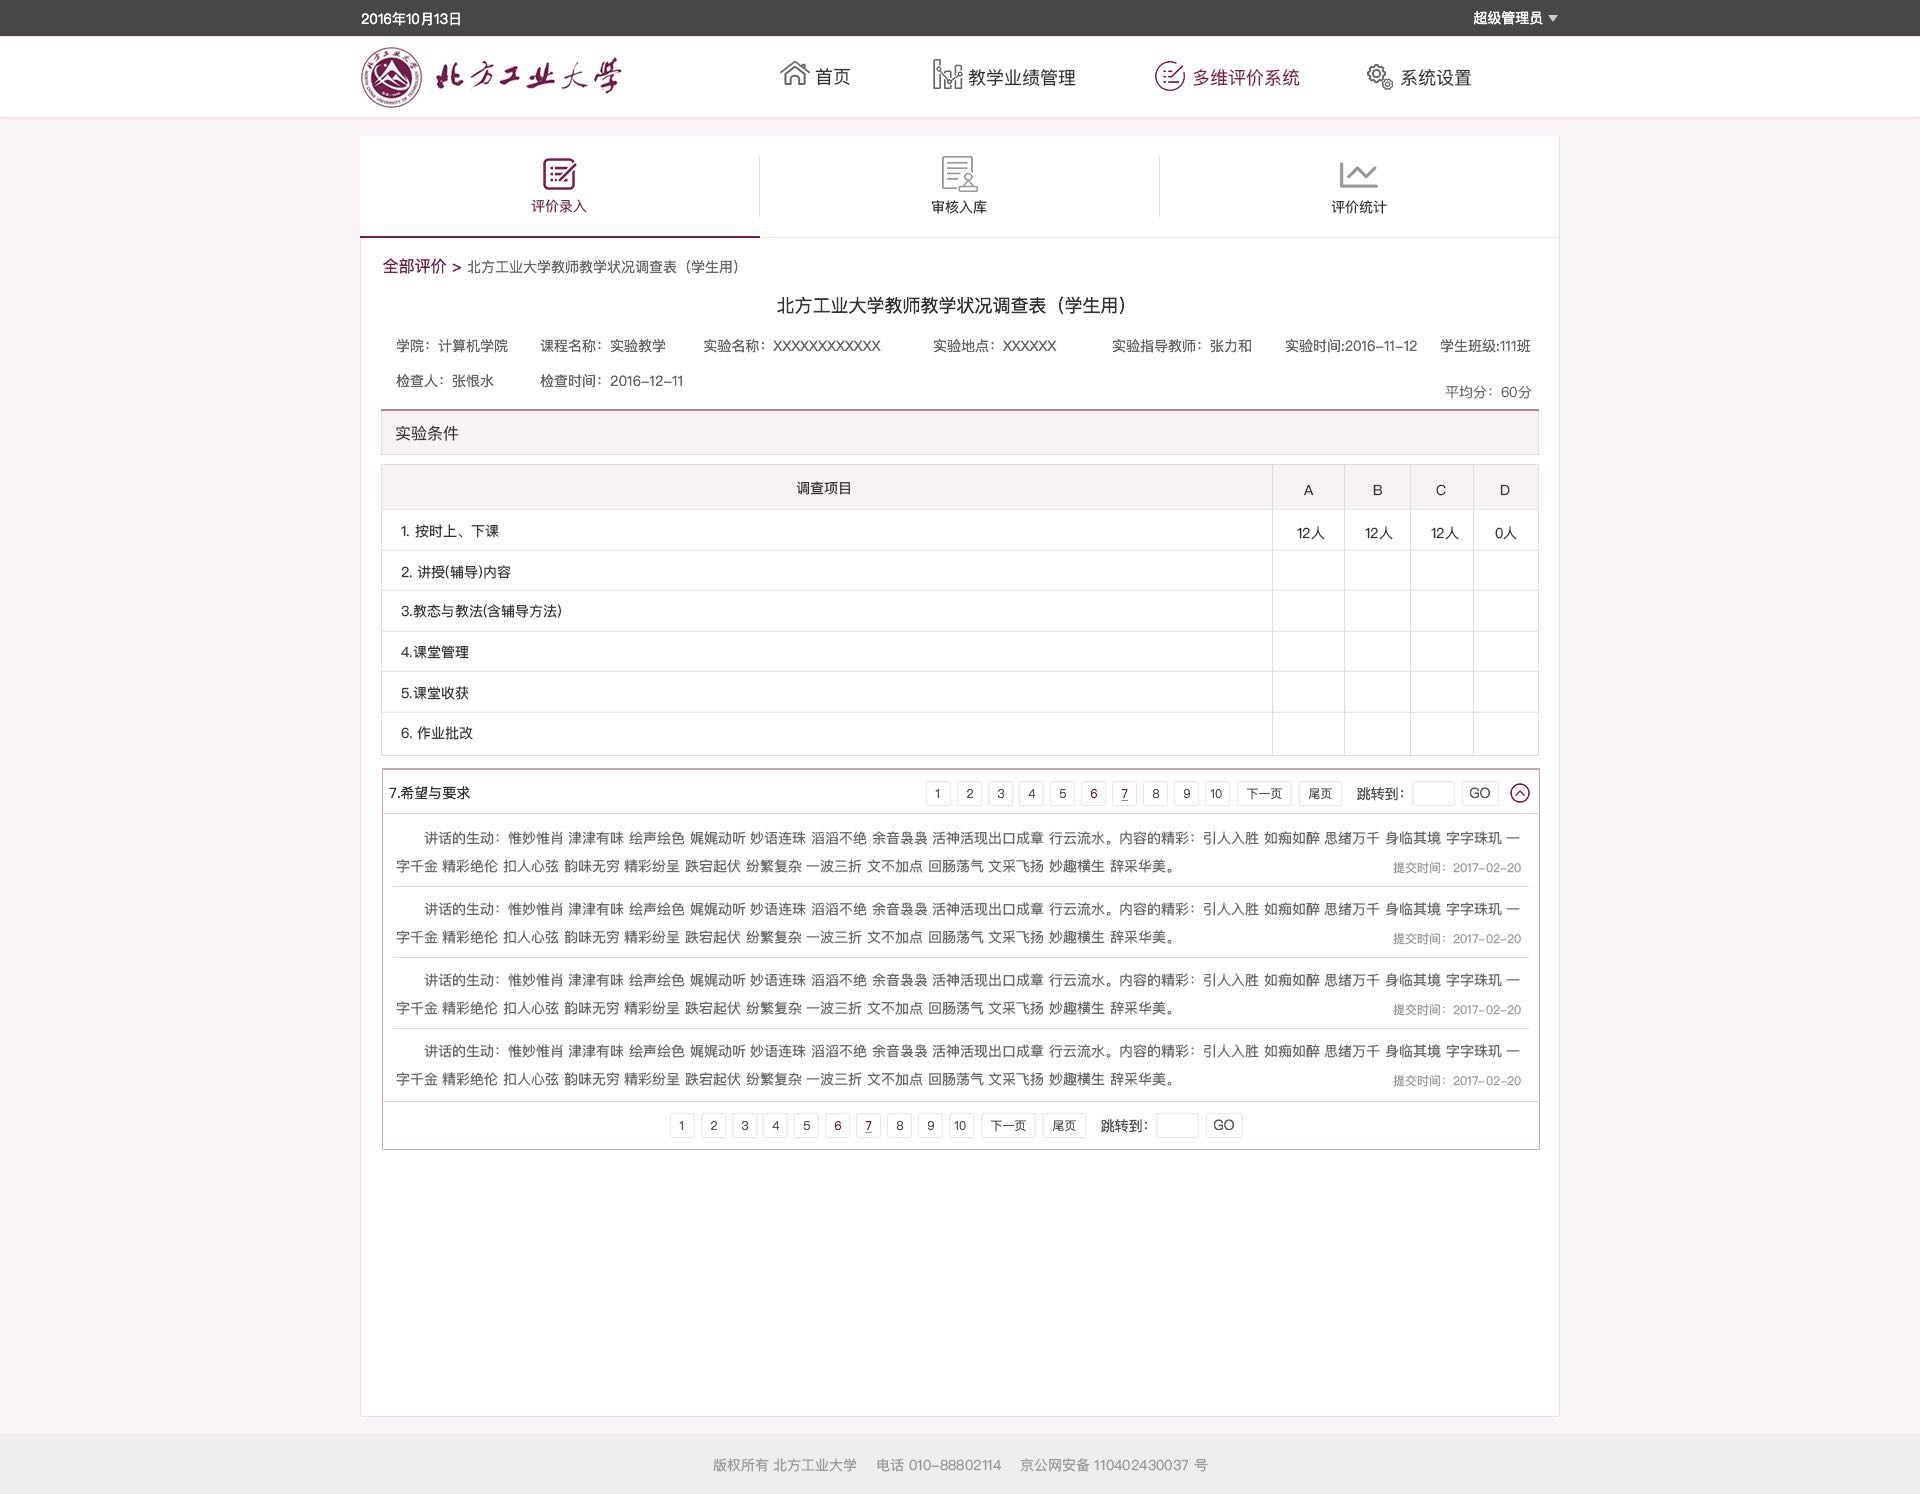 2016年10月13日 超级管理员
北方工业大学 首页 教学业绩管理 多维评价系统 系统设置
评价录入 审核入库 评价统计
全部评价 > 北方工业大学教师教学状况调查表（学生用）
北方工业大学教师教学状况调查表（学生用）
学院：计算机学院 课程名称：实验教学 实验名称：XXXXXXXXXXXX 实验地点：XXXXXX 实验指导教师：张力和 实验时间:2016-11-12 学生班级:111班
检查人：张恨水 检查时间：2016-12-11
平均分：60分
实验条件
调查项目 A B C D
1. 按时上、下课 12人 12人 12人 0人
2. 讲授(辅导)内容
3.教态与教法(含辅导方法)
4.课堂管理
5.课堂收获
6. 作业批改
7.希望与要求 1 2 3 4 5 6 7 8 9 10 下一页 尾页 跳转到： GO
讲话的生动：惟妙惟肖 津津有味 绘声绘色 娓娓动听 妙语连珠 滔滔不绝 余音袅袅 活神活现出口成章 行云流水。内容的精彩：引人入胜 如痴如醉 思绪万千 身临其境 字字珠玑 一
字千金 精彩绝伦 扣人心弦 韵味无穷 精彩纷呈 跌宕起伏 纷繁复杂 一波三折 文不加点 回肠荡气 文采飞扬 妙趣横生 辞采华美。 提交时间：2017-02-20
讲话的生动：惟妙惟肖 津津有味 绘声绘色 娓娓动听 妙语连珠 滔滔不绝 余音袅袅 活神活现出口成章 行云流水。内容的精彩：引人入胜 如痴如醉 思绪万千 身临其境 字字珠玑 一
字千金 精彩绝伦 扣人心弦 韵味无穷 精彩纷呈 跌宕起伏 纷繁复杂 一波三折 文不加点 回肠荡气 文采飞扬 妙趣横生 辞采华美。 提交时间：2017-02-20
讲话的生动：惟妙惟肖 津津有味 绘声绘色 娓娓动听 妙语连珠 滔滔不绝 余音袅袅 活神活现出口成章 行云流水。内容的精彩：引人入胜 如痴如醉 思绪万千 身临其境 字字珠玑 一
字千金 精彩绝伦 扣人心弦 韵味无穷 精彩纷呈 跌宕起伏 纷繁复杂 一波三折 文不加点 回肠荡气 文采飞扬 妙趣横生 辞采华美。 提交时间：2017-02-20
讲话的生动：惟妙惟肖 津津有味 绘声绘色 娓娓动听 妙语连珠 滔滔不绝 余音袅袅 活神活现出口成章 行云流水。内容的精彩：引人入胜 如痴如醉 思绪万千 身临其境 字字珠玑 一
字千金 精彩绝伦 扣人心弦 韵味无穷 精彩纷呈 跌宕起伏 纷繁复杂 一波三折 文不加点 回肠荡气 文采飞扬 妙趣横生 辞采华美。 提交时间：2017-02-20
1 2 3 4 5 6 7 8 9 10 下一页 尾页 跳转到： GO
版权所有 北方工业大学 电话 010-88802114 京公网安备 110402430037 号